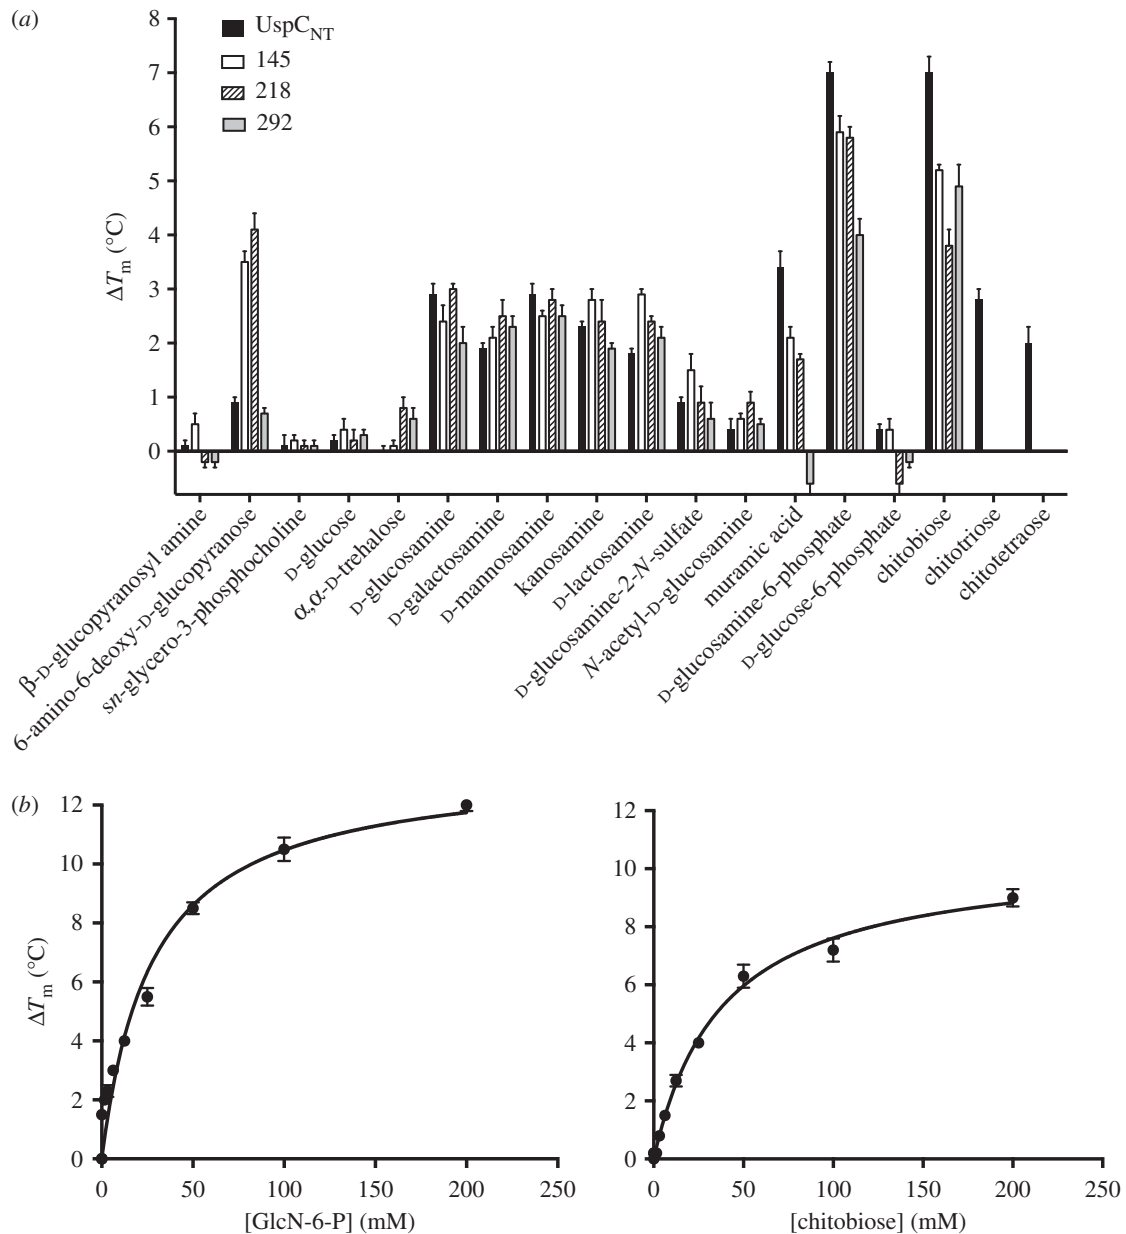 (a)
8
7
6
5
4
3
2
1
0
ΔTm (°C)
UspCNT
145
218
292
β-D-glucopyranosyl amine
6-amino-6-deoxy-D-glucopyranose
sn-glycero-3-phosphocholine
D-glucose
α,α-D-trehalose
D-glucosamine
D-galactosamine
D-mannosamine
kanosamine
D-lactosamine
D-glucosamine-2-N-sulfate
N-acetyl-D-glucosamine
muramic acid
D-glucosamine-6-phosphate
D-glucose-6-phosphate
chitobiose
chitotriose
chitotetraose
(b)
12
10
8
6
4
2
0
ΔTm (°C)
0 50 100 150 200 250
[GlcN-6-P] (mM)
12
10
8
6
4
2
0
0 50 100 150 200 250
[chitobiose] (mM)